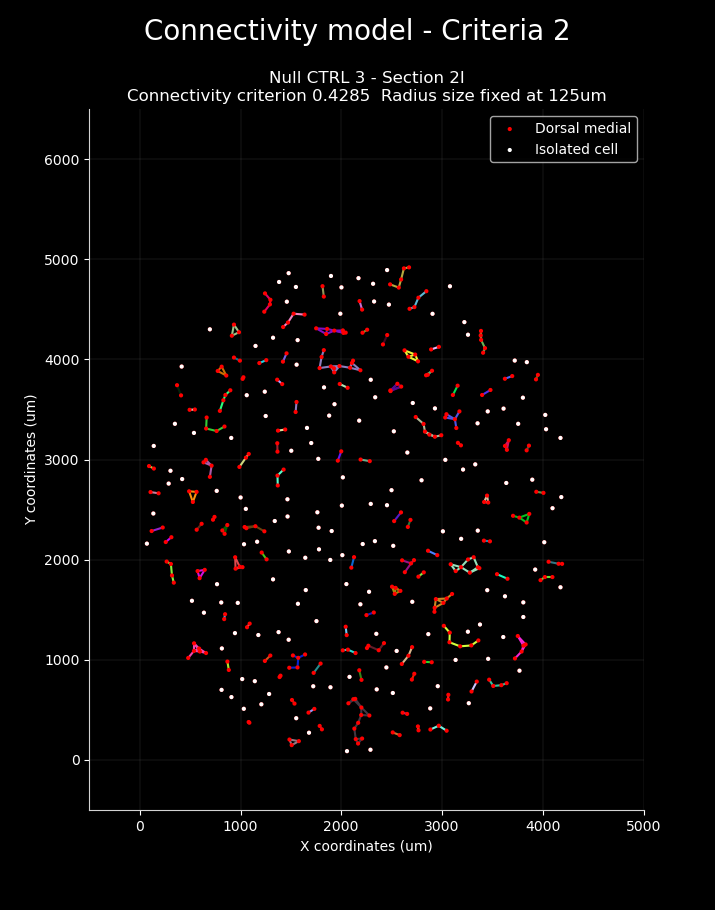 Connectivity model - Criteria 2
Null CTRL 3 - Section 2l
Connectivity criterion 0.4285  Radius size fixed at 125um
Dorsal medial
Isolated cell
Y coordinates (um)
6000
5000
4000
3000
2000
1000
0
0
1000
2000
3000
4000
5000
X coordinates (um)